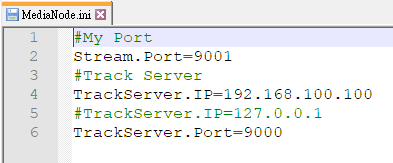 MediaNode.ini
1 #My Port
2 Stream.Port=9001
3 #Track Server
4 TrackServer.IP=192.168.100.100
5 #TrackServer.IP=127.0.0.1
6 TrackServer.Port=9000